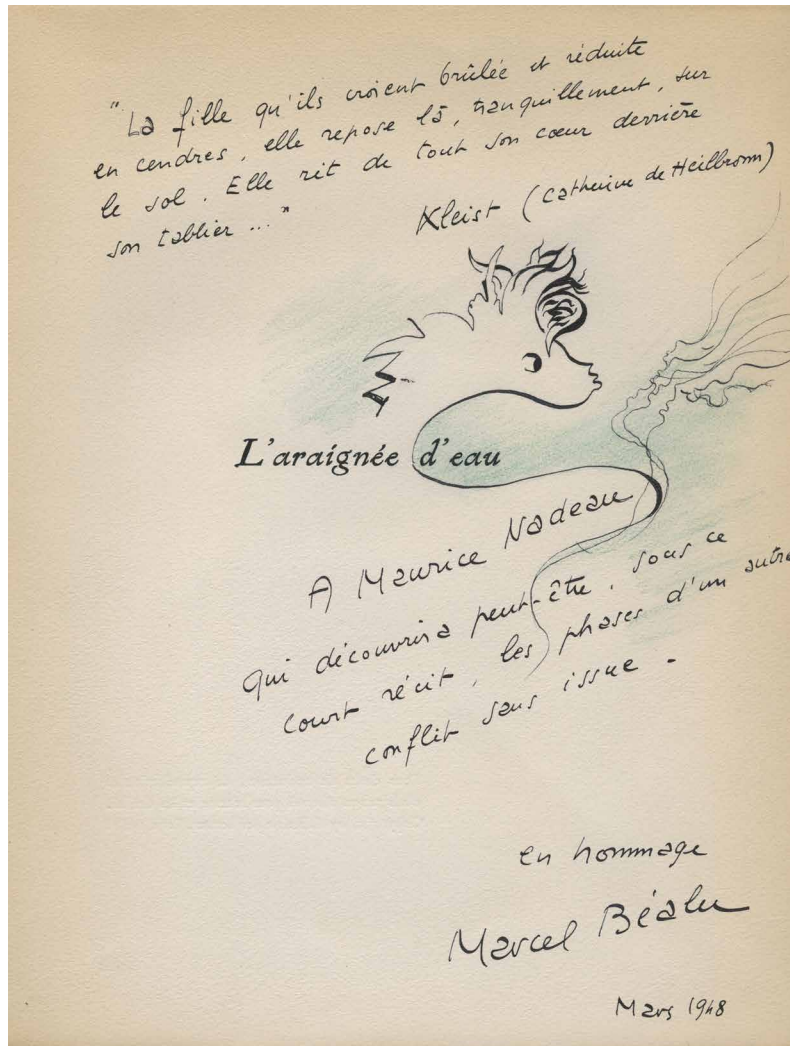 "La fille qu'ils croient brûlée et réduite
en cendres, elle repose là, tranquillement, sur
le sol. Elle rit de tout son cœur derrière
son tablier..."
Kleist (Catherine de Heilbronn)
L'araignée d'eau
A Maurice Nadeau
qui découvrira peut-être, sous ce
court récit, les phases d'un autre
conflit sans issue -
en hommage
Marcel Béalu
Mars 1948